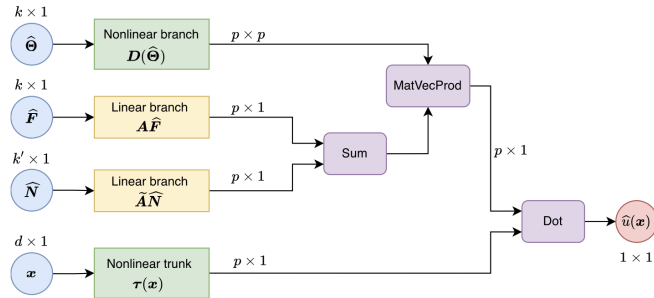 k × 1
Θ̂
Nonlinear branch
D(Θ̂)
p × p
MatVecProd
k × 1
F̂
Linear branch
AF̂
p × 1
Sum
p × 1
k′ × 1
N̂
Linear branch
ÃN̂
p × 1
Dot
û(x)
1 × 1
d × 1
x
Nonlinear trunk
τ(x)
p × 1